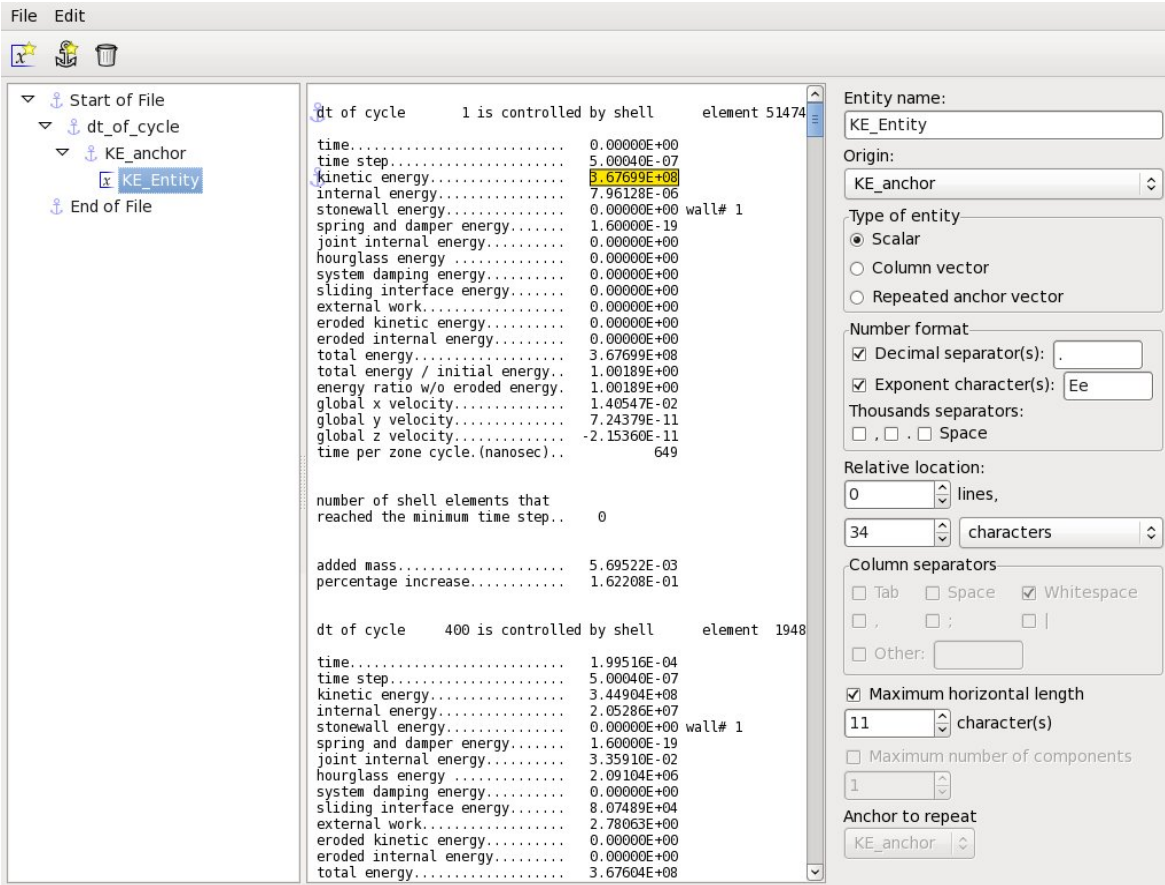 File Edit
Start of File
dt_of_cycle
KE_anchor
KE_Entity
End of File
dt of cycle 1 is controlled by shell element 51474
time........................... 0.00000E+00
time step...................... 5.00040E-07
kinetic energy................. 3.67699E+08
internal energy................ 7.96128E-06
stonewall energy............... 0.00000E+00 wall# 1
spring and damper energy....... 1.60000E-19
joint internal energy.......... 0.00000E+00
hourglass energy .............. 0.00000E+00
system damping energy.......... 0.00000E+00
sliding interface energy....... 0.00000E+00
external work.................. 0.00000E+00
eroded kinetic energy.......... 0.00000E+00
eroded internal energy......... 0.00000E+00
total energy................... 3.67699E+08
total energy / initial energy.. 1.00189E+00
energy ratio w/o eroded energy. 1.00189E+00
global x velocity.............. 1.40547E-02
global y velocity.............. 7.24379E-11
global z velocity.............. -2.15360E-11
time per zone cycle.(nanosec).. 649
number of shell elements that
reached the minimum time step.. 0
added mass..................... 5.69522E-03
percentage increase............ 1.62208E-01
dt of cycle 400 is controlled by shell element 1948
time........................... 1.99516E-04
time step...................... 5.00040E-07
kinetic energy................. 3.44904E+08
internal energy................ 2.05286E+07
stonewall energy............... 0.00000E+00 wall# 1
spring and damper energy....... 1.60000E-19
joint internal energy.......... 3.35910E-02
hourglass energy .............. 2.09104E+06
system damping energy.......... 0.00000E+00
sliding interface energy....... 8.07489E+04
external work.................. 2.78063E+00
eroded kinetic energy.......... 0.00000E+00
eroded internal energy......... 0.00000E+00
total energy................... 3.67604E+08
Entity name:
KE_Entity
Origin:
KE_anchor
Type of entity
Scalar
Column vector
Repeated anchor vector
Number format
Decimal separator(s): .
Exponent character(s): Ee
Thousands separators:
, . Space
Relative location:
0 lines,
34 characters
Column separators
Tab Space Whitespace
, ; |
Other:
Maximum horizontal length
11 character(s)
Maximum number of components
1
Anchor to repeat
KE_anchor